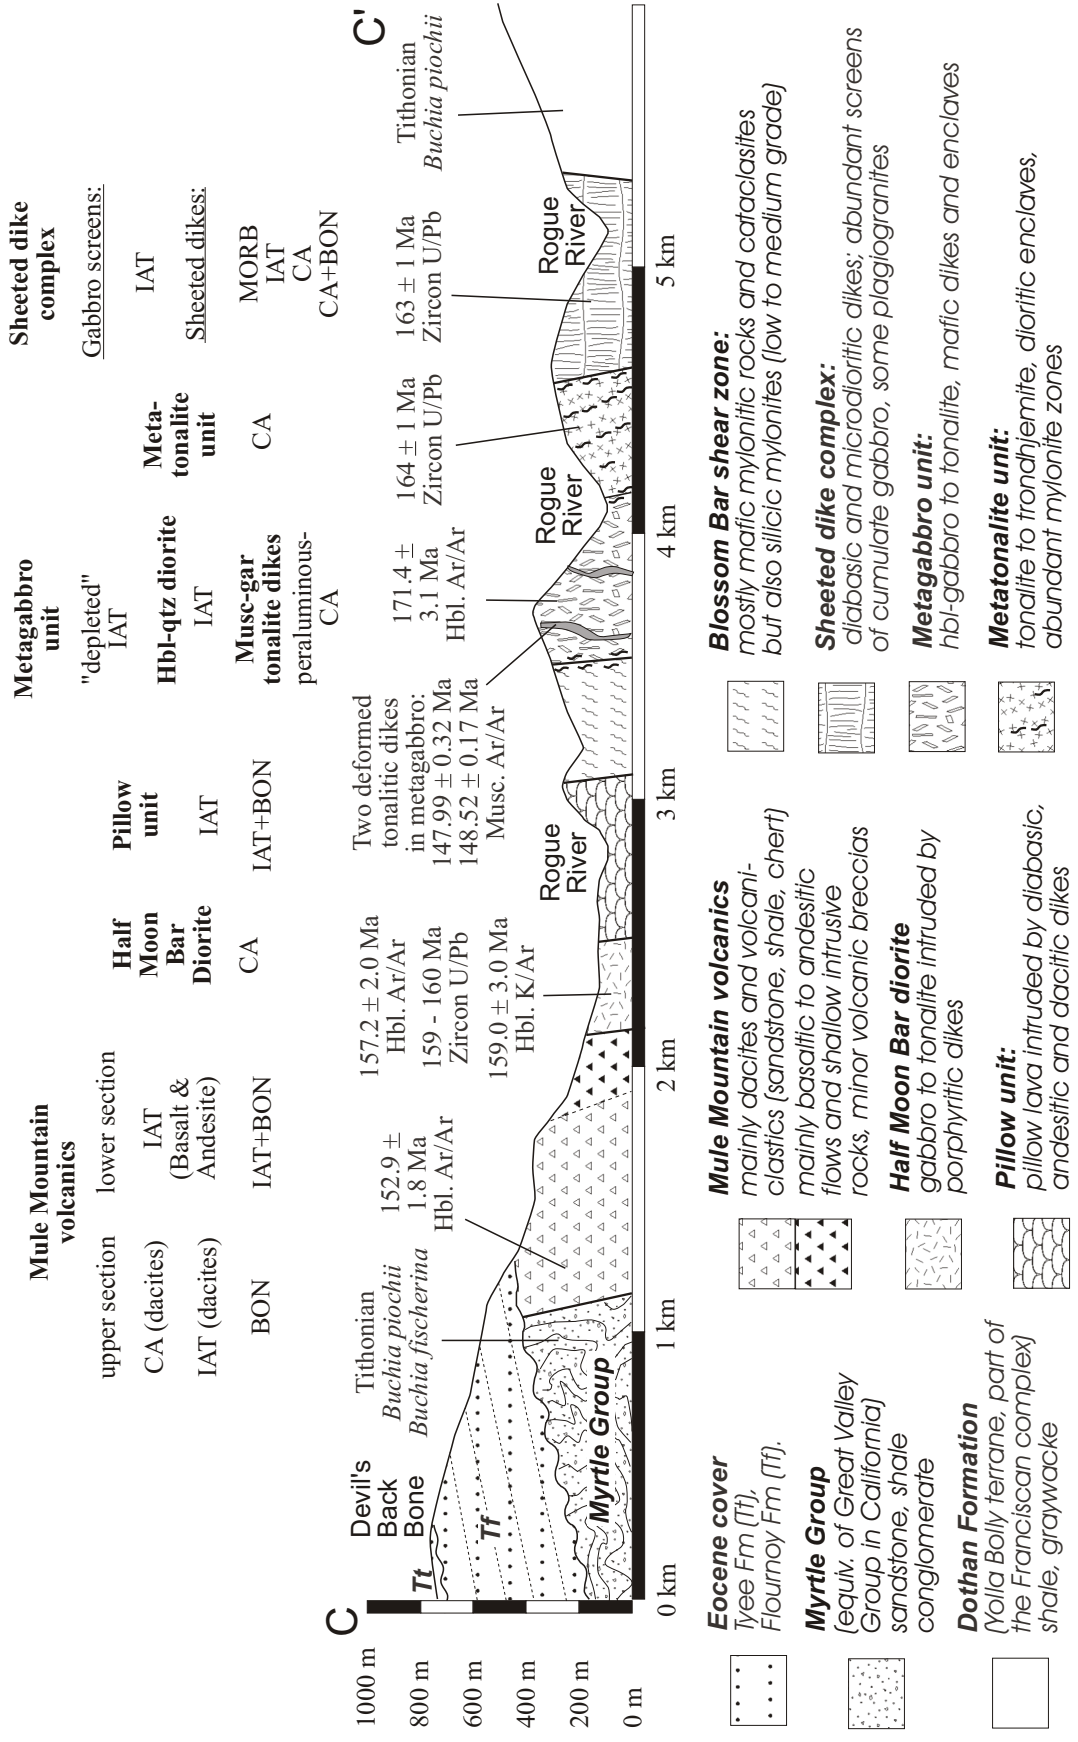 Mule Mountain
volcanics
upper section
CA (dacites)
IAT (dacites)
BON
lower section
IAT
(Basalt &
Andesite)
IAT+BON
Half
Moon
Bar
Diorite
CA
Pillow
unit
IAT
IAT+BON
Metagabbro
unit
"depleted"
IAT
Hbl-qtz diorite
IAT
Musc-gar
tonalite dikes
peraluminous-
CA
Meta-
tonalite
unit
CA
Sheeted dike
complex
Gabbro screens:
IAT
Sheeted dikes:
MORB
IAT
CA
CA+BON
C
C'
1000 m
800 m
600 m
400 m
200 m
0 m
Devil's
Back
Bone
Tt
Tf
Myrtle Group
Tithonian
Buchia piochii
Buchia fischerina
152.9 ±
1.8 Ma
Hbl. Ar/Ar
157.2 ± 2.0 Ma
Hbl. Ar/Ar
159 - 160 Ma
Zircon U/Pb
159.0 ± 3.0 Ma
Hbl. K/Ar
Rogue
River
Two deformed
tonalitic dikes
in metagabbro:
147.99 ± 0.32 Ma
148.52 ± 0.17 Ma
Musc. Ar/Ar
171.4 ±
3.1 Ma
Hbl. Ar/Ar
Rogue
River
164 ± 1 Ma
Zircon U/Pb
163 ± 1 Ma
Zircon U/Pb
Rogue
River
Tithonian
Buchia piochii
0 km
1 km
2 km
3 km
4 km
5 km
Eocene cover
Tyee Fm (Tt),
Flournoy Fm (Tf).
Myrtle Group
(equiv. of Great Valley
Group in California)
sandstone, shale
conglomerate
Dothan Formation
(Yolla Bolly terrane, part of
the Franciscan complex)
shale, graywacke
Mule Mountain volcanics
mainly dacites and volcani-
clastics (sandstone, shale, chert)
mainly basaltic to andesitic
flows and shallow intrusive
rocks, minor volcanic breccias
Half Moon Bar diorite
gabbro to tonalite intruded by
porphyritic dikes
Pillow unit:
pillow lava intruded by diabasic,
andesitic and dacitic dikes
Blossom Bar shear zone:
mostly mafic mylonitic rocks and cataclasites
but also silicic mylonites (low to medium grade)
Sheeted dike complex:
diabasic and microdioritic dikes; abundant screens
of cumulate gabbro, some plagiogranites
Metagabbro unit:
hbl-gabbro to tonalite, mafic dikes and enclaves
Metatonalite unit:
tonalite to trondhjemite, dioritic enclaves,
abundant mylonite zones